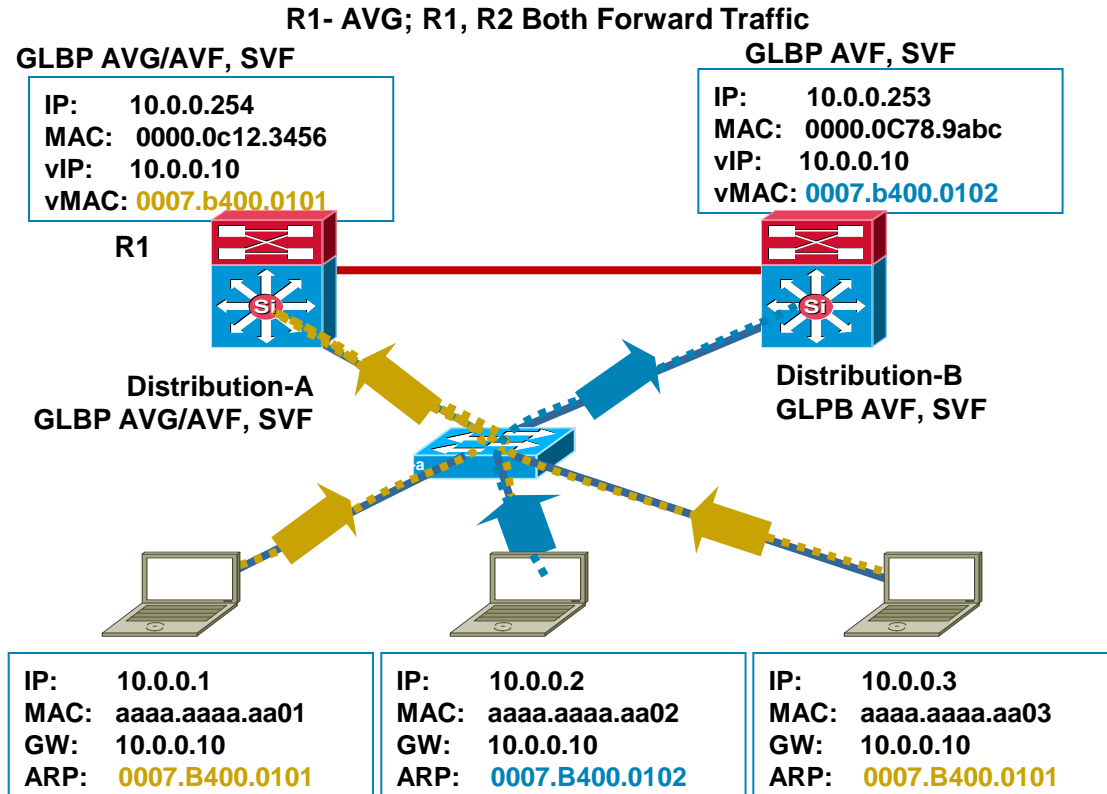 R1- AVG; R1, R2 Both Forward Traffic
GLBP AVG/AVF, SVF
IP: 10.0.0.254
MAC: 0000.0c12.3456
vIP: 10.0.0.10
vMAC: 0007.b400.0101
GLBP AVF, SVF
IP: 10.0.0.253
MAC: 0000.0C78.9abc
vIP: 10.0.0.10
vMAC: 0007.b400.0102
R1
Si
Si
Distribution-A
GLBP AVG/AVF, SVF
Distribution-B
GLPB AVF, SVF
-a
IP: 10.0.0.1
MAC: aaaa.aaaa.aa01
GW: 10.0.0.10
ARP: 0007.B400.0101
IP: 10.0.0.2
MAC: aaaa.aaaa.aa02
GW: 10.0.0.10
ARP: 0007.B400.0102
IP: 10.0.0.3
MAC: aaaa.aaaa.aa03
GW: 10.0.0.10
ARP: 0007.B400.0101